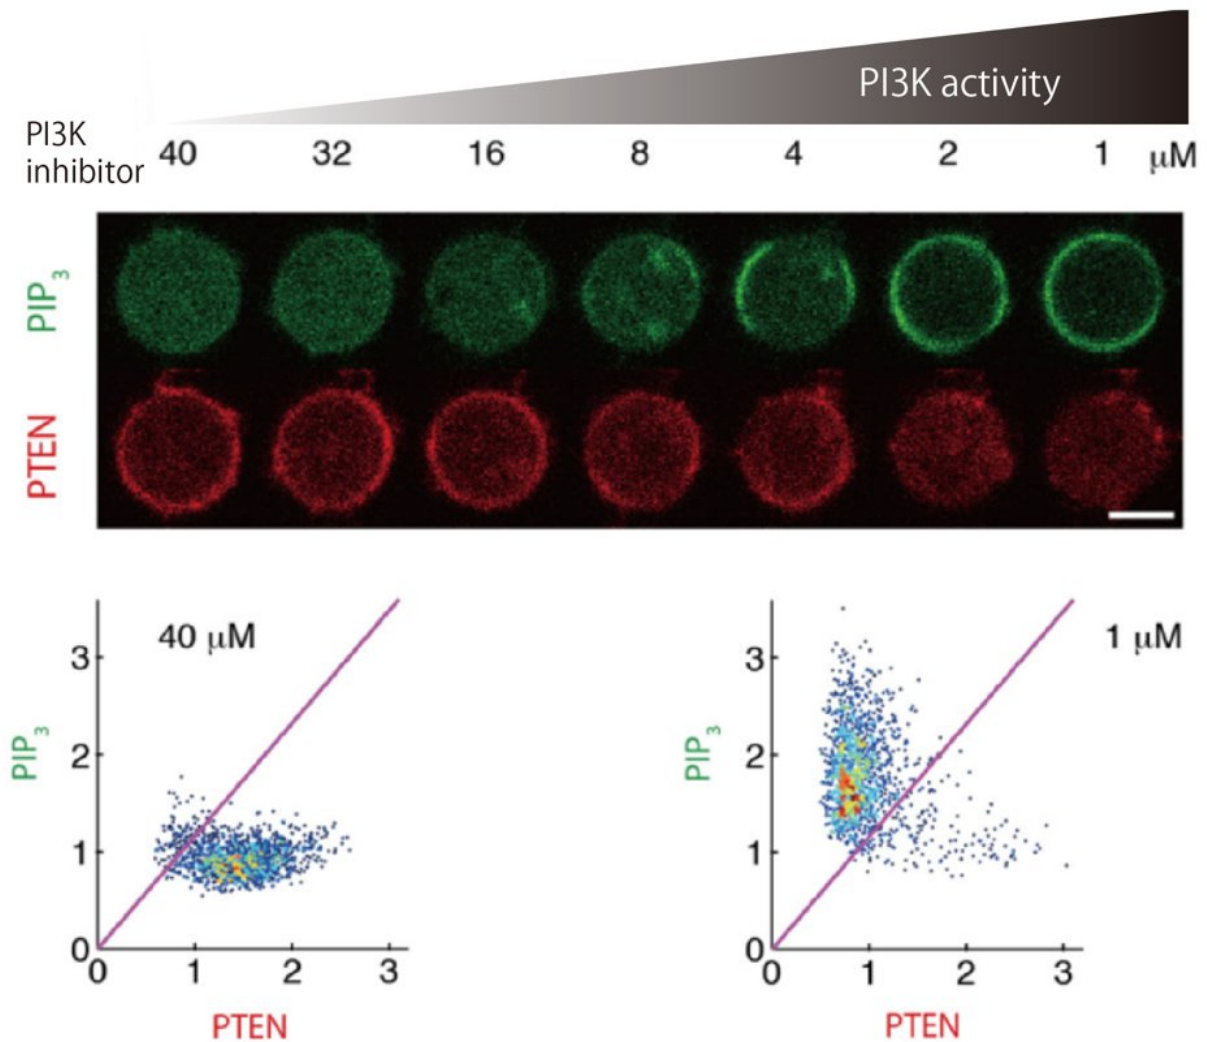 PI3K activity
PI3K
inhibitor
40 32 16 8 4 2 1 μM
PIP3
PTEN
40 μM
3
2
1
0
0 1 2 3
PIP3
PTEN
1 μM
3
2
1
0
0 1 2 3
PIP3
PTEN